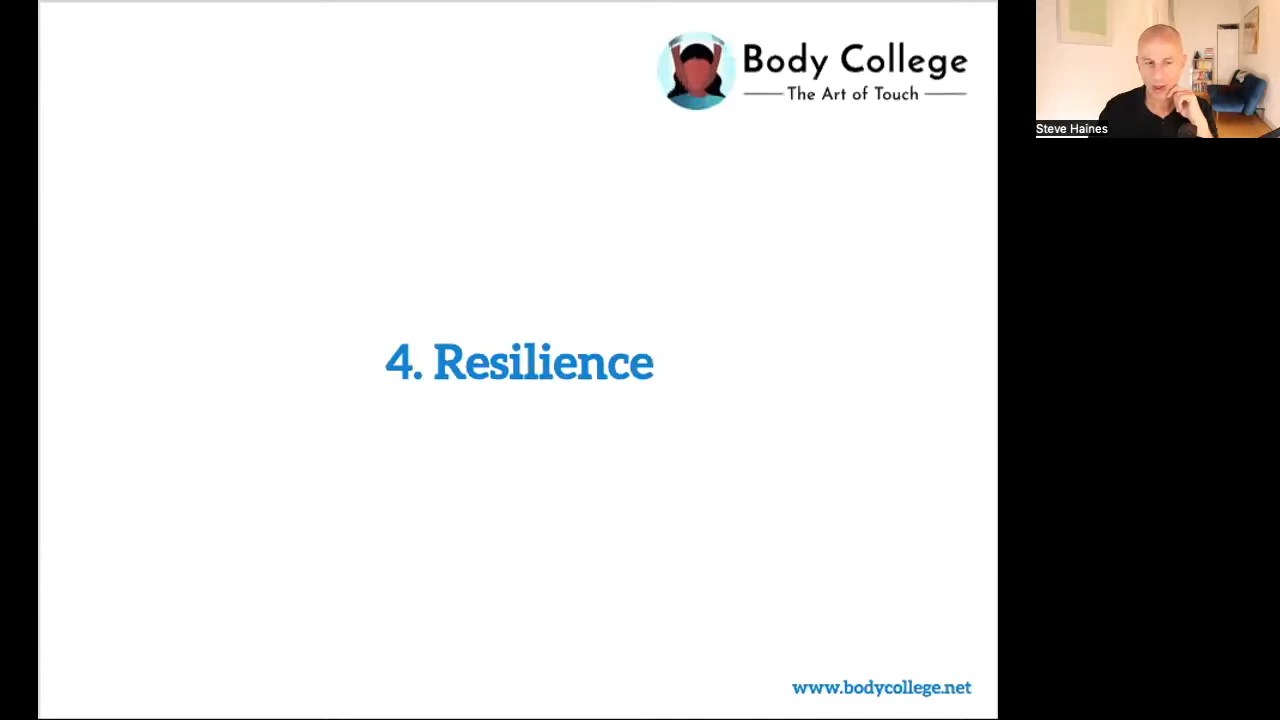 Body College
The Art of Touch
Steve Haines
4. Resilience
www.bodycollege.net